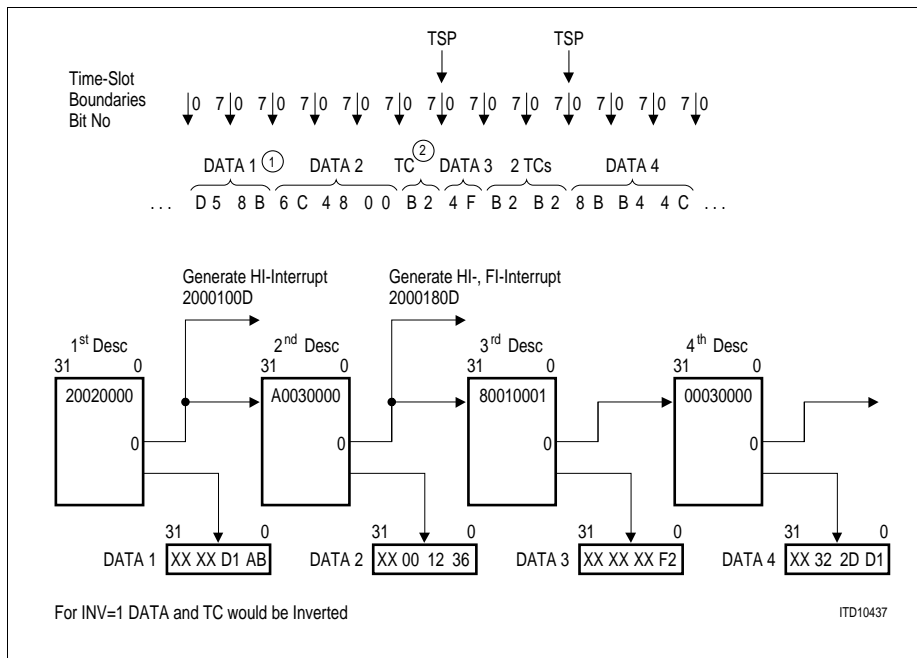 TSP TSP
Time-Slot
Boundaries
Bit No
0 7 0 7 0 7 0 7 0 7 0 7 0 7 0 7 0 7 0 7 0 7 0 7 0
DATA 1 1 DATA 2 TC 2 DATA 3 2 TCs DATA 4
... D 5 8 B 6 C 4 8 0 0 B 2 4 F B 2 B 2 8 B B 4 4 C ...
Generate HI-Interrupt
2000100D
Generate HI-, FI-Interrupt
2000180D
1st Desc 2nd Desc 3rd Desc 4th Desc
31 0 31 0 31 0 31 0
20020000 A0030000 80010001 00030000
0 0 0 0
31 0 31 0 31 0 31 0
DATA 1 XX XX D1 AB DATA 2 XX 00 12 36 DATA 3 XX XX XX F2 DATA 4 XX 32 2D D1
For INV=1 DATA and TC would be Inverted
ITD10437